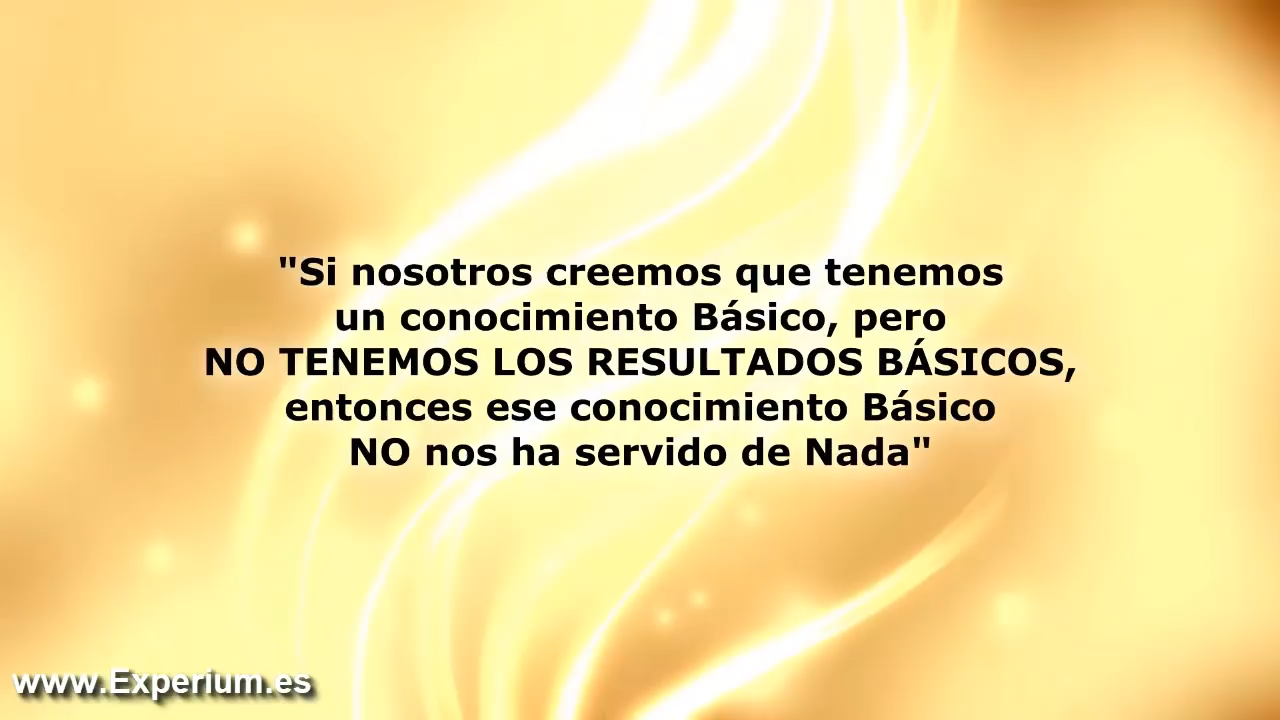 "Si nosotros creemos que tenemos
un conocimiento Básico, pero
NO TENEMOS LOS RESULTADOS BÁSICOS,
entonces ese conocimiento Básico
NO nos ha servido de Nada"
www.Experium.es